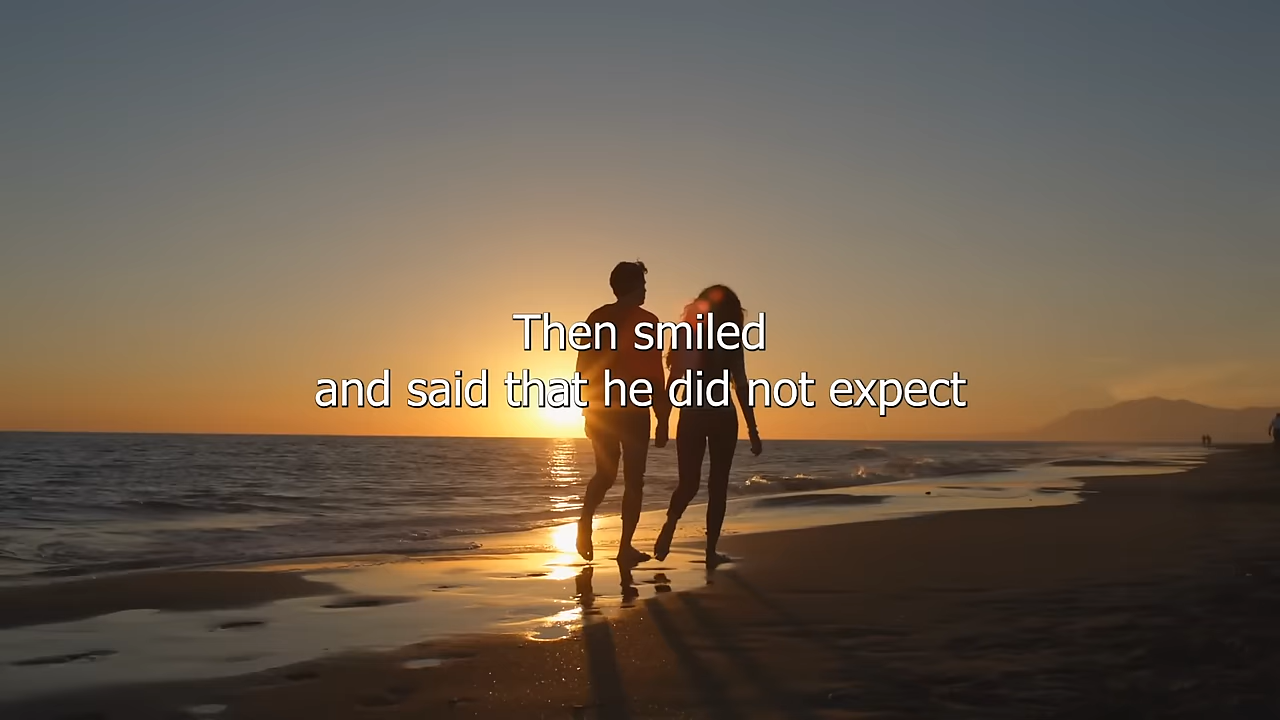 Then smiled
and said that he did not expect